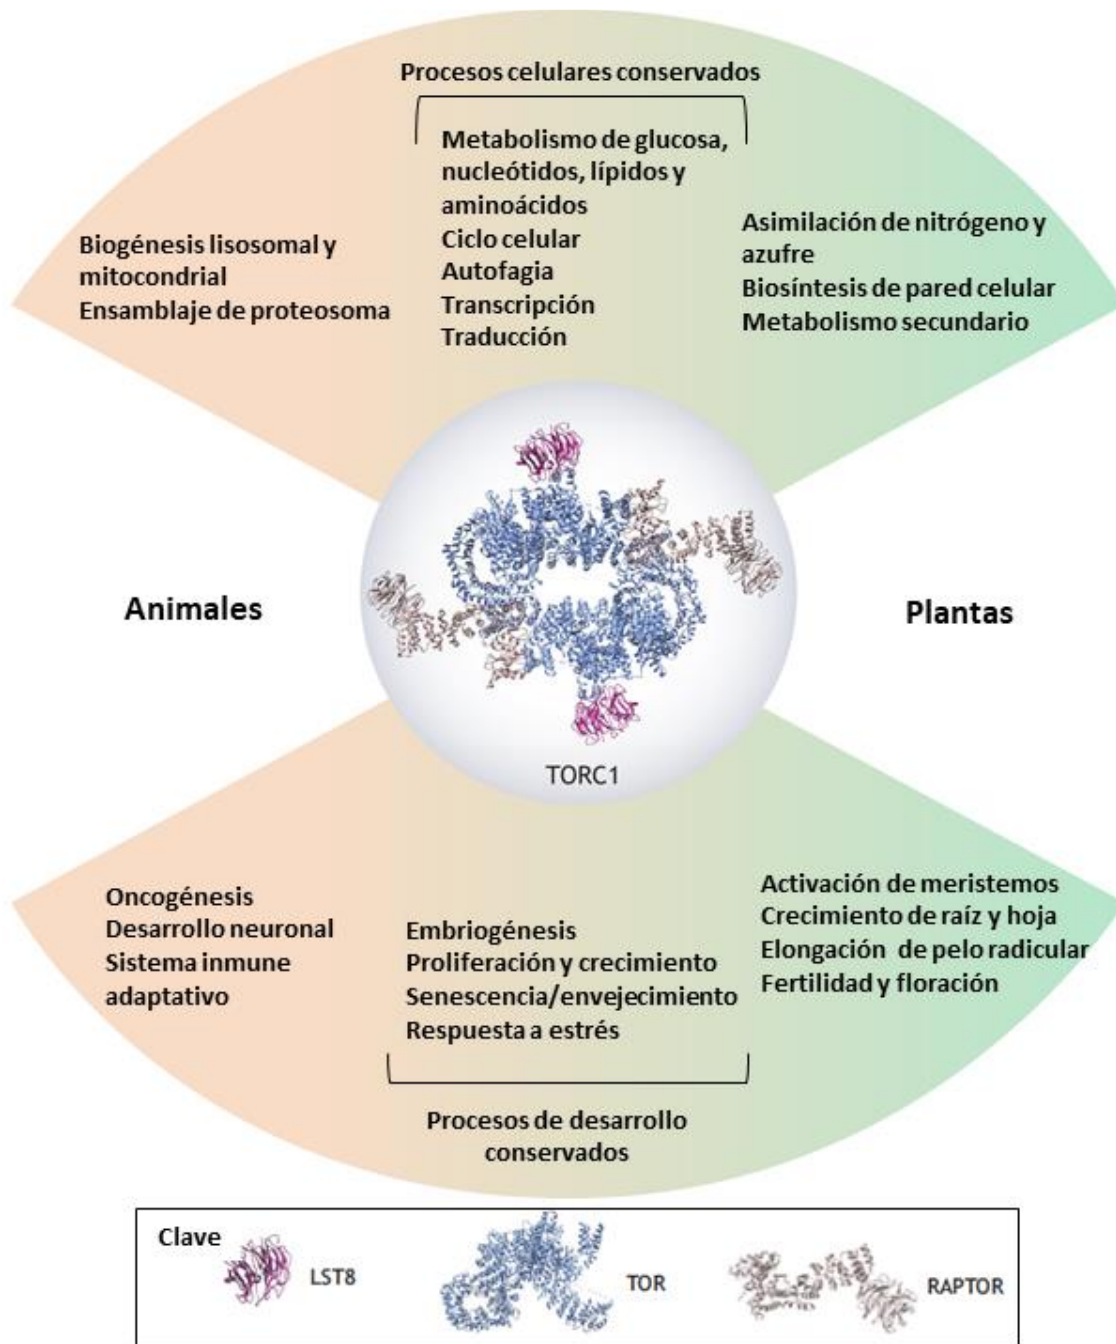 Procesos celulares conservados
Metabolismo de glucosa,
nucleótidos, lípidos y
aminoácidos
Ciclo celular
Autofagia
Transcripción
Traducción
Biogénesis lisosomal y
mitocondrial
Ensamblaje de proteosoma
Asimilación de nitrógeno y
azufre
Biosíntesis de pared celular
Metabolismo secundario
Animales
Plantas
TORC1
Oncogénesis
Desarrollo neuronal
Sistema inmune
adaptativo
Embriogénesis
Proliferación y crecimiento
Senescencia/envejecimiento
Respuesta a estrés
Activación de meristemos
Crecimiento de raíz y hoja
Elongación de pelo radicular
Fertilidad y floración
Procesos de desarrollo
conservados
Clave
LST8
TOR
RAPTOR